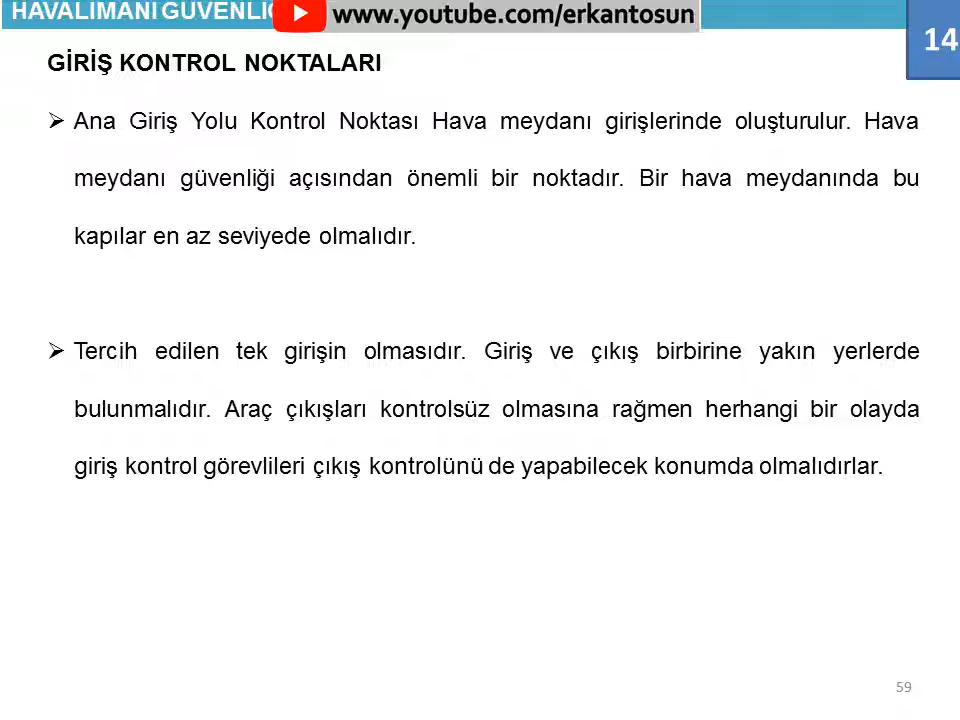 HAVALİMANI GÜVENLİĞ
www.youtube.com/erkantosun
14
GİRİŞ KONTROL NOKTALARI
➢ Ana Giriş Yolu Kontrol Noktası Hava meydanı girişlerinde oluşturulur. Hava
meydanı güvenliği açısından önemli bir noktadır. Bir hava meydanında bu
kapılar en az seviyede olmalıdır.
➢ Tercih edilen tek girişin olmasıdır. Giriş ve çıkış birbirine yakın yerlerde
bulunmalıdır. Araç çıkışları kontrolsüz olmasına rağmen herhangi bir olayda
giriş kontrol görevlileri çıkış kontrolünü de yapabilecek konumda olmalıdırlar.
59